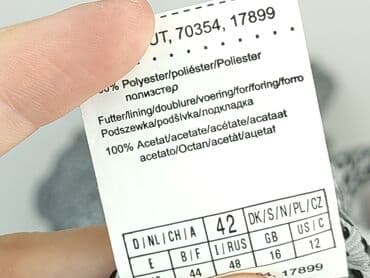 UT, 70354, 17899
% Polyester/poliéster/Poliester
полиэстер
Futter/lining/doublure/voering/for/foring/forro
Podszewka/podšívka/подкладка
100% Acetat/acetate/acétate/acataat
acetato/Octan/acetát/ацетат
D/NL/CH/A 42 DK/S/N/PL/CZ
E B/F I/RUS GB US/C
44 48 16 12
17899